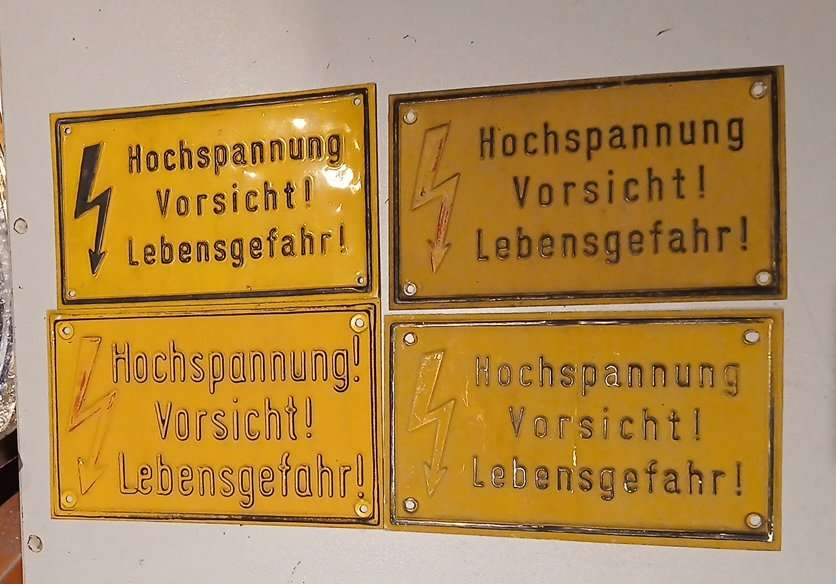 Hochspannung
Vorsicht!
Lebensgefahr!
Hochspannung
Vorsicht!
Lebensgefahr!
Hochspannung!
Vorsicht!
Lebensgefahr!
Hochspannung
Vorsicht!
Lebensgefahr!